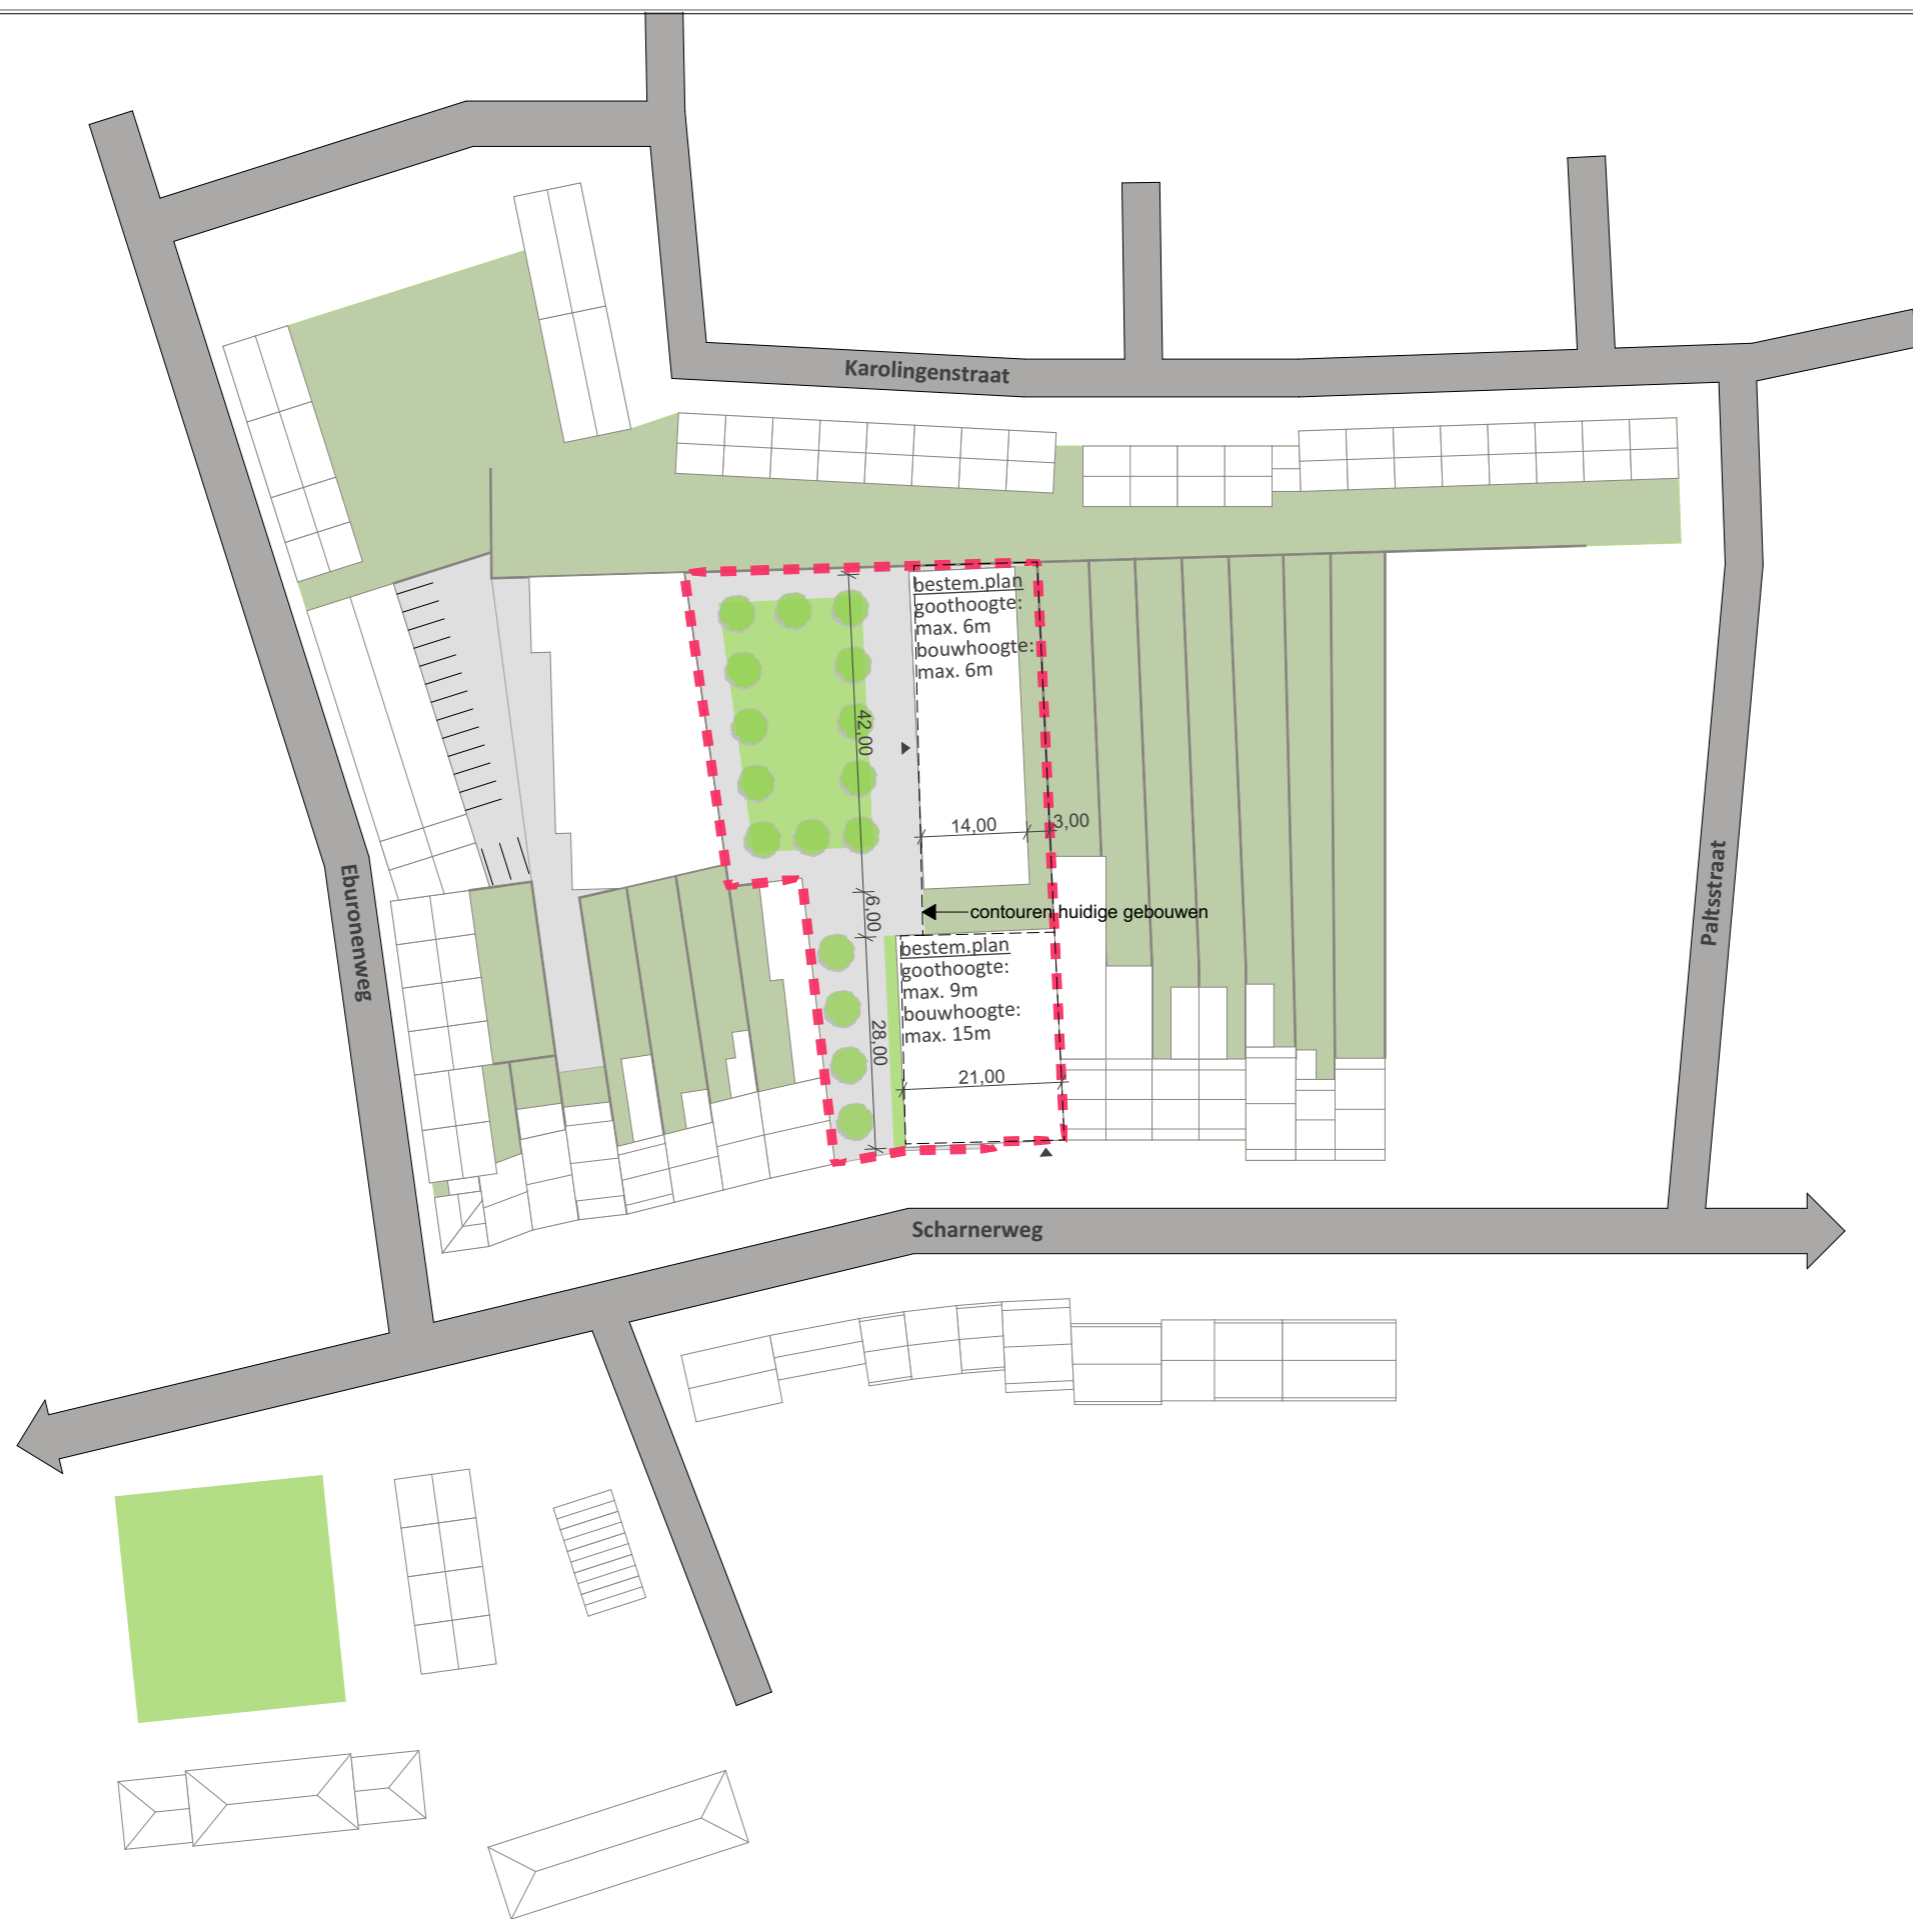 Karolingenstraat
bestem.plan
goothoogte:
max. 6m
bouwhoogte:
max. 6m
42,00
14,00
3,00
6,00
contouren huidige gebouwen
bestem.plan
goothoogte:
max. 9m
bouwhoogte:
max. 15m
28,00
21,00
Eburonenweg
Paltsstraat
Scharnerweg